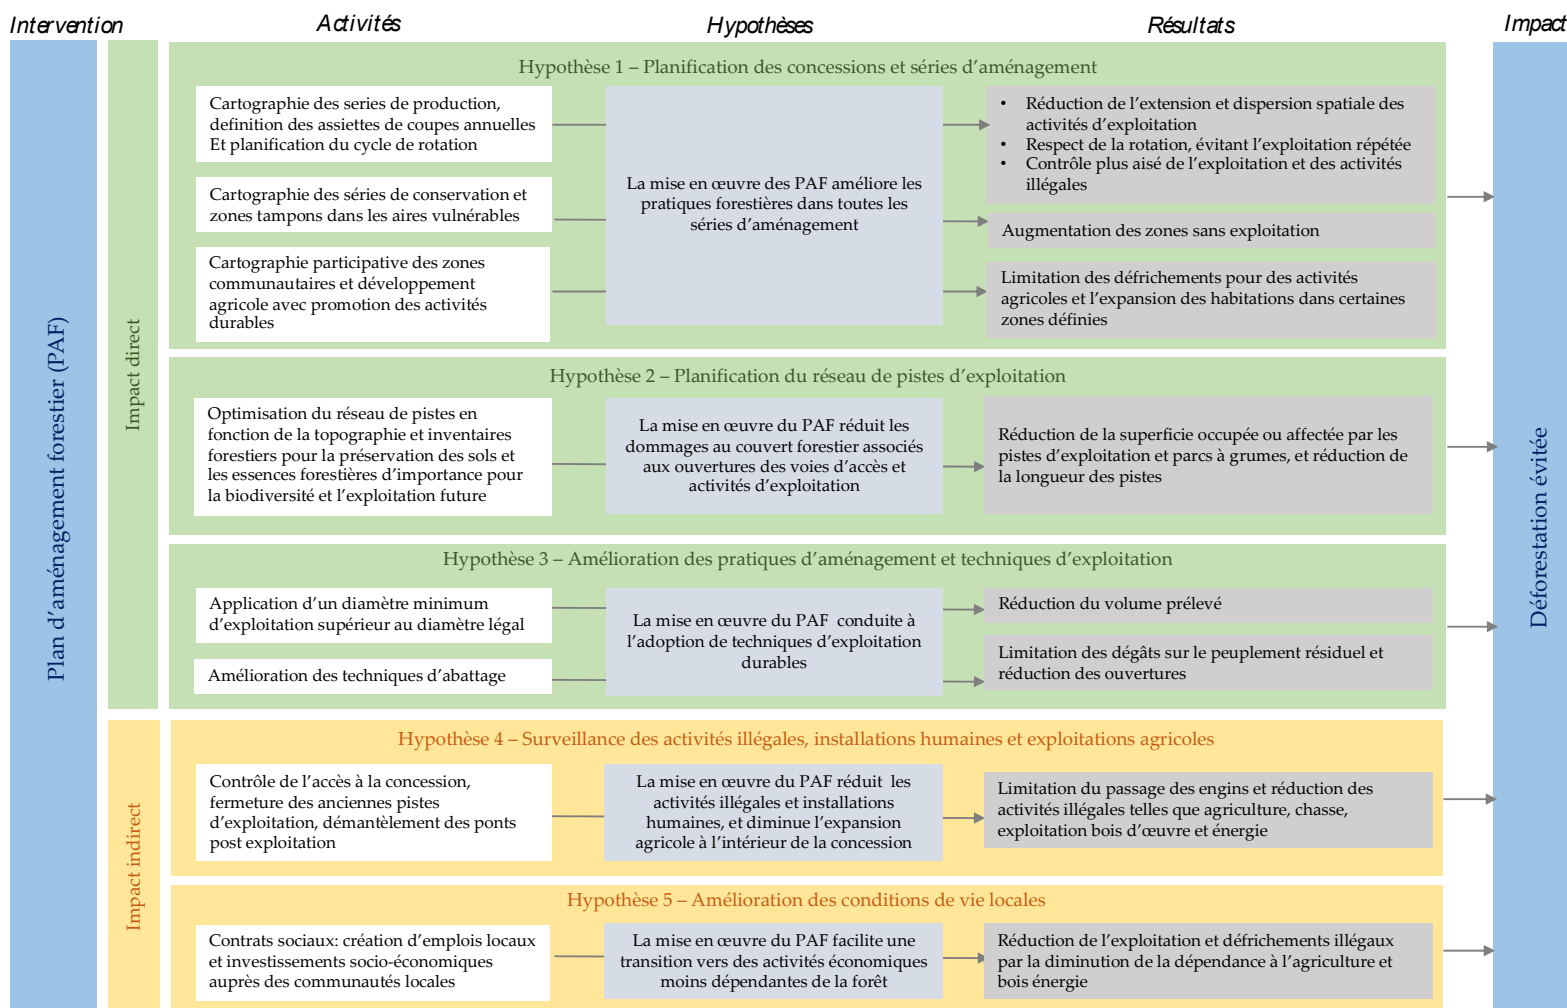 Intervention
Activités
Hypothèses
Résultats
Impact
Plan d'aménagement forestier (PAF)
Impact direct
Hypothèse 1 – Planification des concessions et séries d'aménagement
Cartographie des series de production,
definition des assiettes de coupes annuelles
Et planification du cycle de rotation
Cartographie des séries de conservation et
zones tampons dans les aires vulnérables
Cartographie participative des zones
communautaires et développement
agricole avec promotion des activités
durables
La mise en œuvre des PAF améliore les
pratiques forestières dans toutes les
séries d'aménagement
• Réduction de l'extension et dispersion spatiale des
activités d'exploitation
• Respect de la rotation, évitant l'exploitation répétée
• Contrôle plus aisé de l'exploitation et des activités
illégales
Augmentation des zones sans exploitation
Limitation des défrichements pour des activités
agricoles et l'expansion des habitations dans certaines
zones définies
Hypothèse 2 – Planification du réseau de pistes d'exploitation
Optimisation du réseau de pistes en
fonction de la topographie et inventaires
forestiers pour la préservation des sols et
les essences forestières d'importance pour
la biodiversité et l'exploitation future
La mise en œuvre du PAF réduit les
dommages au couvert forestier associés
aux ouvertures des voies d'accès et
activités d'exploitation
Réduction de la superficie occupée ou affectée par les
pistes d'exploitation et parcs à grumes, et réduction de
la longueur des pistes
Hypothèse 3 – Amélioration des pratiques d'aménagement et techniques d'exploitation
Application d'un diamètre minimum
d'exploitation supérieur au diamètre légal
Amélioration des techniques d'abattage
La mise en œuvre du PAF conduite à
l'adoption de techniques d'exploitation
durables
Réduction du volume prélevé
Limitation des dégâts sur le peuplement résiduel et
réduction des ouvertures
Impact indirect
Hypothèse 4 – Surveillance des activités illégales, installations humaines et exploitations agricoles
Contrôle de l'accès à la concession,
fermeture des anciennes pistes
d'exploitation, démantèlement des ponts
post exploitation
La mise en œuvre du PAF réduit les
activités illégales et installations
humaines, et diminue l'expansion
agricole à l'intérieur de la concession
Limitation du passage des engins et réduction des
activités illégales telles que agriculture, chasse,
exploitation bois d'œuvre et énergie
Hypothèse 5 – Amélioration des conditions de vie locales
Contrats sociaux: création d'emplois locaux
et investissements socio-économiques
auprès des communautés locales
La mise en œuvre du PAF facilite une
transition vers des activités économiques
moins dépendantes de la forêt
Réduction de l'exploitation et défrichements illégaux
par la diminution de la dépendance à l'agriculture et
bois énergie
Déforestation évitée